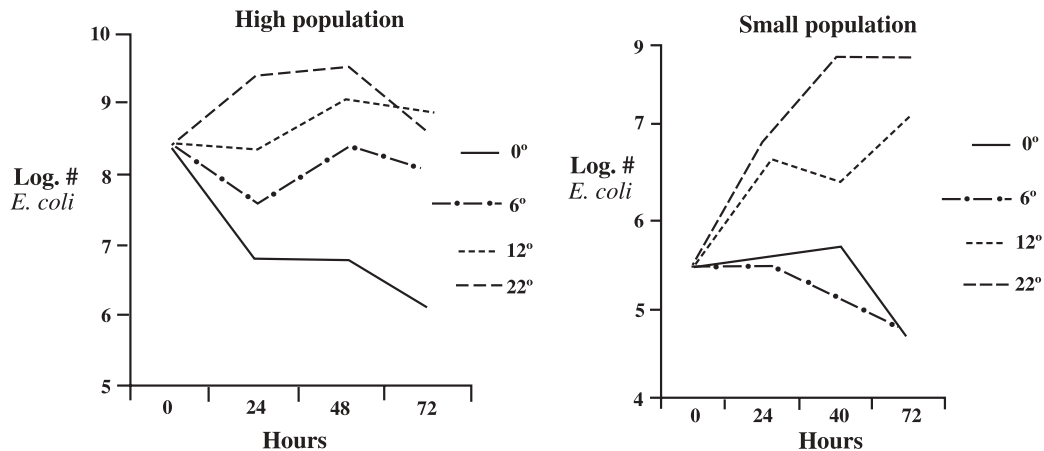 High population
10
9
8
7
6
5
Log. #
E. coli
0
24
48
72
Hours
0º
6º
12º
22º
Small population
9
7
6
5
4
Log. #
E. coli
0
24
40
72
Hours
0º
6º
12º
22º